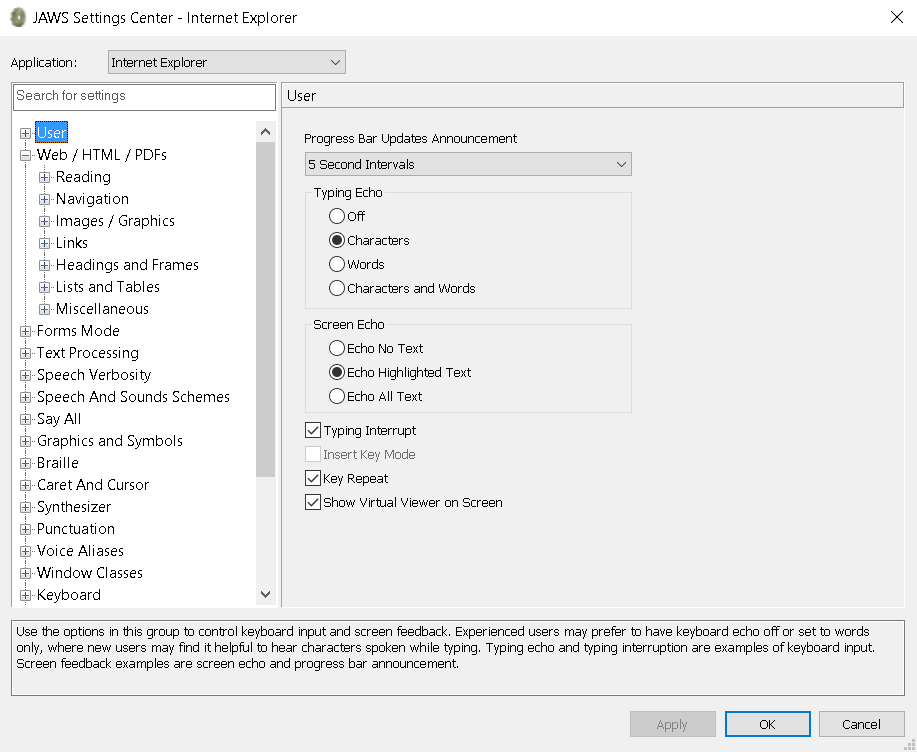 JAWS Settings Center - Internet Explorer
Application:
Internet Explorer
Search for settings
User
User
Web / HTML / PDFs
Reading
Navigation
Images / Graphics
Links
Headings and Frames
Lists and Tables
Miscellaneous
Forms Mode
Text Processing
Speech Verbosity
Speech And Sounds Schemes
Say All
Graphics and Symbols
Braille
Caret And Cursor
Synthesizer
Punctuation
Voice Aliases
Window Classes
Keyboard
Progress Bar Updates Announcement
5 Second Intervals
Typing Echo
Off
Characters
Words
Characters and Words
Screen Echo
Echo No Text
Echo Highlighted Text
Echo All Text
Typing Interrupt
Insert Key Mode
Key Repeat
Show Virtual Viewer on Screen
Use the options in this group to control keyboard input and screen feedback. Experienced users may prefer to have keyboard echo off or set to words
only, where new users may find it helpful to hear characters spoken while typing. Typing echo and typing interruption are examples of keyboard input.
Screen feedback examples are screen echo and progress bar announcement.
Apply
OK
Cancel